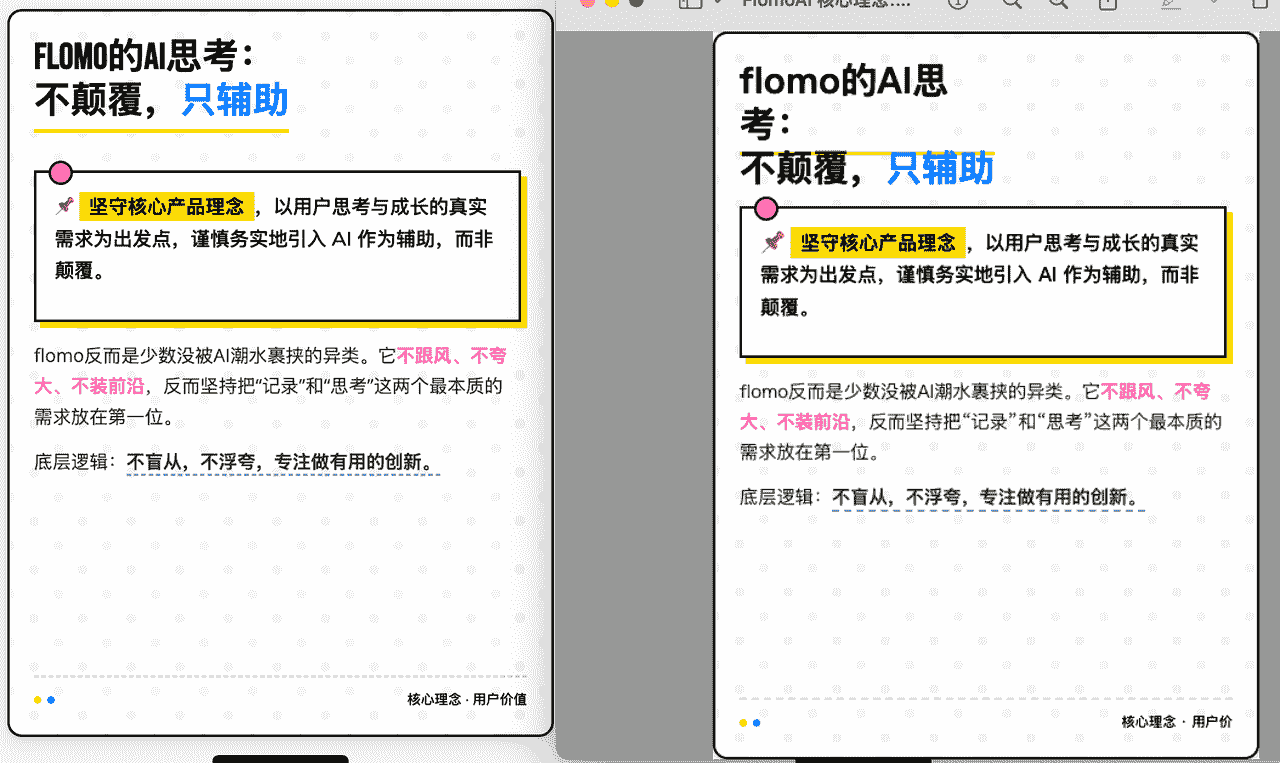 FLOMO的AI思考：
不颠覆，只辅助
📌 坚守核心产品理念，以用户思考与成长的真实
需求为出发点，谨慎务实地引入 AI 作为辅助，而非
颠覆。
flomo反而是少数没被AI潮水裹挟的异类。它不跟风、不夸
大、不装前沿，反而坚持把“记录”和“思考”这两个最本质的
需求放在第一位。
底层逻辑：不盲从，不浮夸，专注做有用的创新。
核心理念 · 用户价值
FlomoAI 核心理念....
flomo的AI思
考：
不颠覆，只辅助
📌 坚守核心产品理念，以用户思考与成长的真实
需求为出发点，谨慎务实地引入 AI 作为辅助，而非
颠覆。
flomo反而是少数没被AI潮水裹挟的异类。它不跟风、不夸
大、不装前沿，反而坚持把“记录”和“思考”这两个最本质的
需求放在第一位。
底层逻辑：不盲从，不浮夸，专注做有用的创新。
核心理念 · 用户价